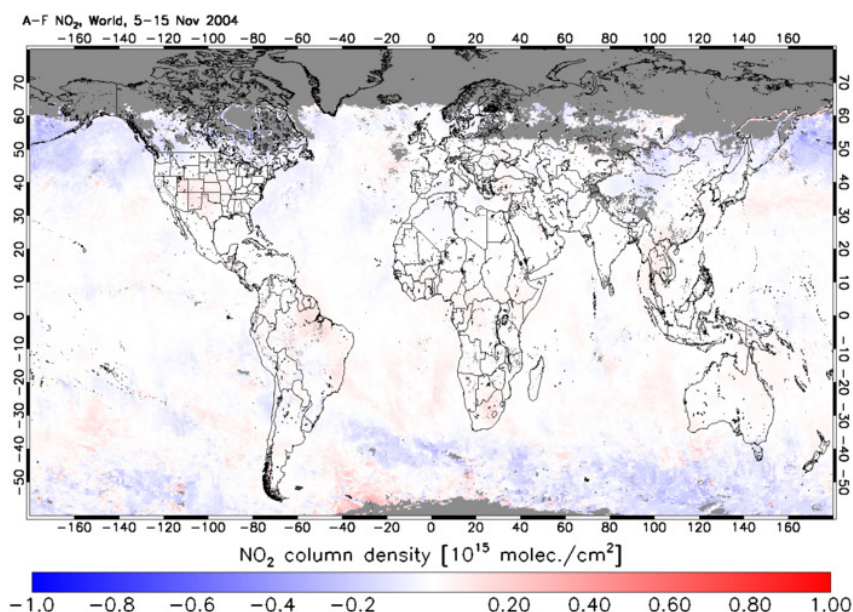 A-F NO₂, World, 5-15 Nov 2004
-160 -140 -120 -100 -80 -60 -40 -20 0 20 40 60 80 100 120 140 160
70 70
60 60
50 50
40 40
30 30
20 20
10 10
0 0
-10 -10
-20 -20
-30 -30
-40 -40
-50 -50
-160 -140 -120 -100 -80 -60 -40 -20 0 20 40 60 80 100 120 140 160
NO₂ column density [10¹⁵ molec./cm²]
-1.0 -0.8 -0.6 -0.4 -0.2 0.20 0.40 0.60 0.80 1.00